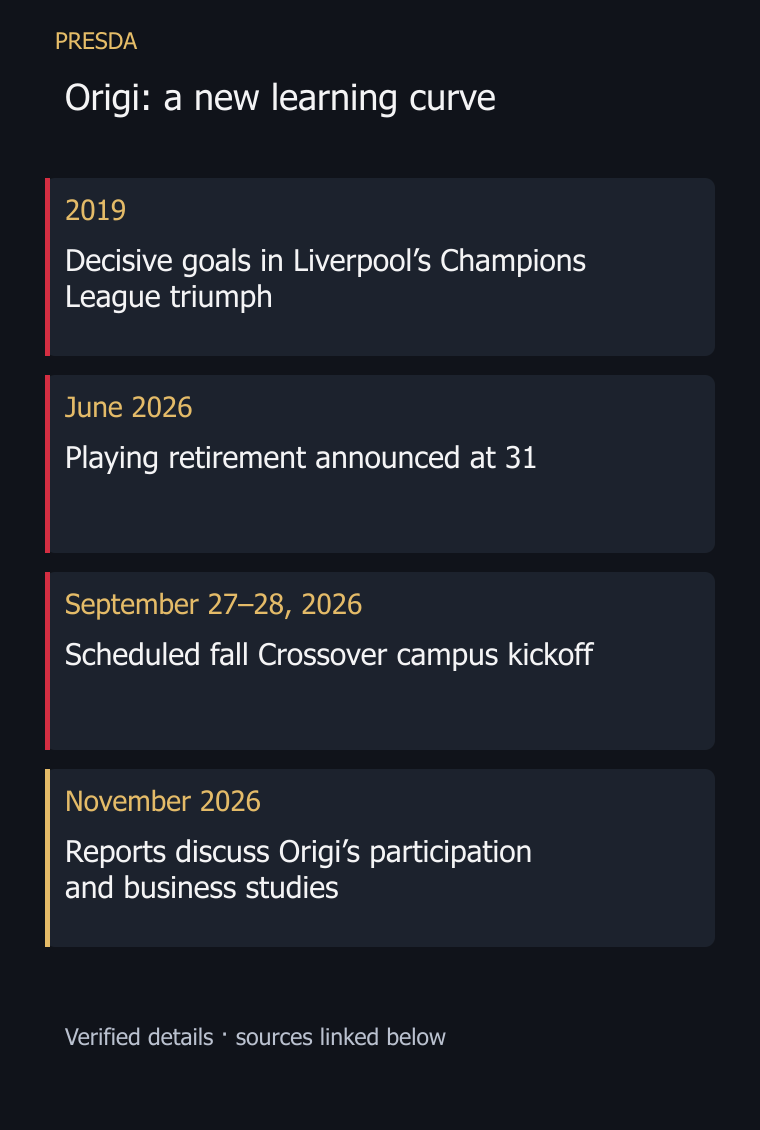 PRESDA
Origi: a new learning curve
2019
Decisive goals in Liverpool’s Champions
League triumph
June 2026
Playing retirement announced at 31
September 27–28, 2026
Scheduled fall Crossover campus kickoff
November 2026
Reports discuss Origi’s participation
and business studies
Verified details · sources linked below